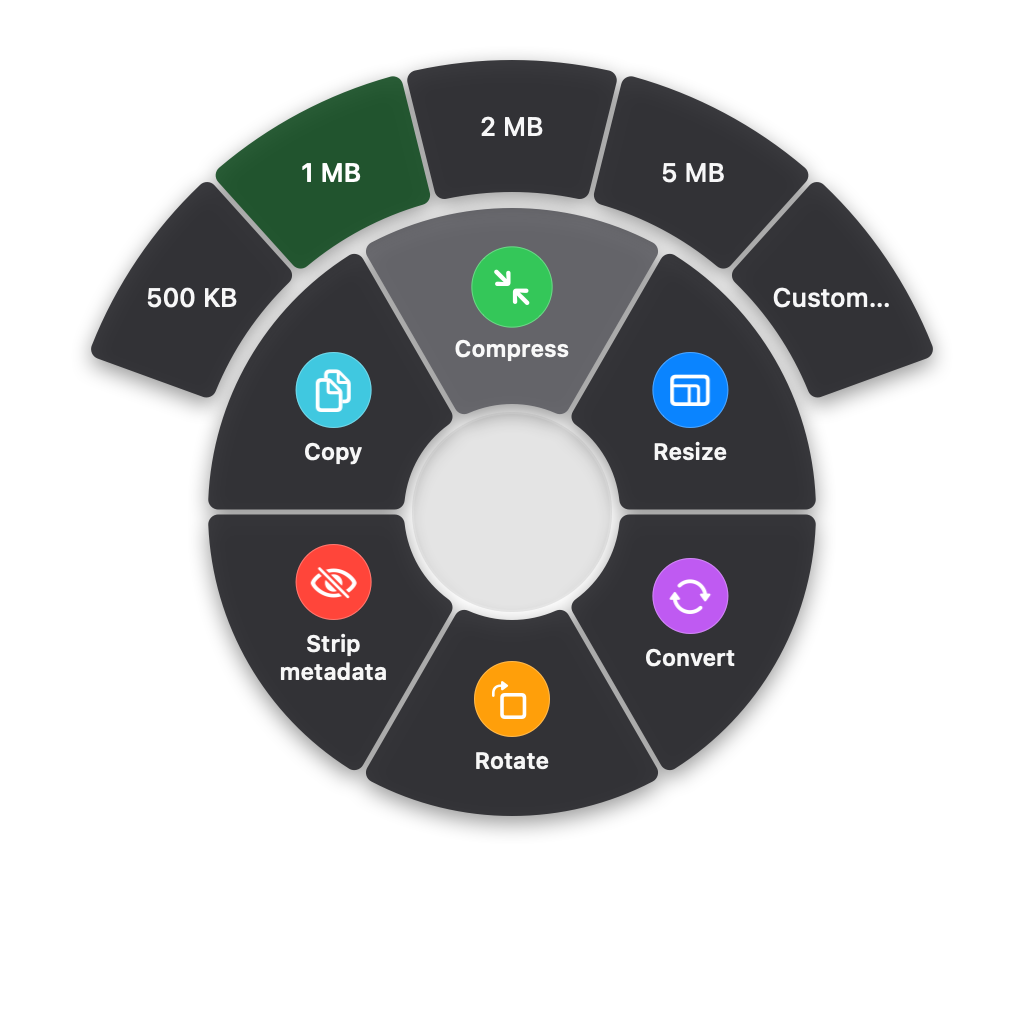 2 MB
1 MB
5 MB
500 KB
Custom...
Compress
Copy
Resize
Strip
metadata
Convert
Rotate